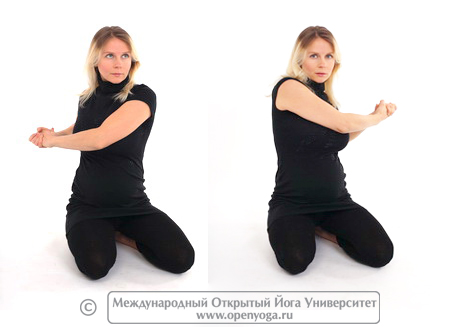 © Международный Открытый Йога Университет
www.openyoga.ru